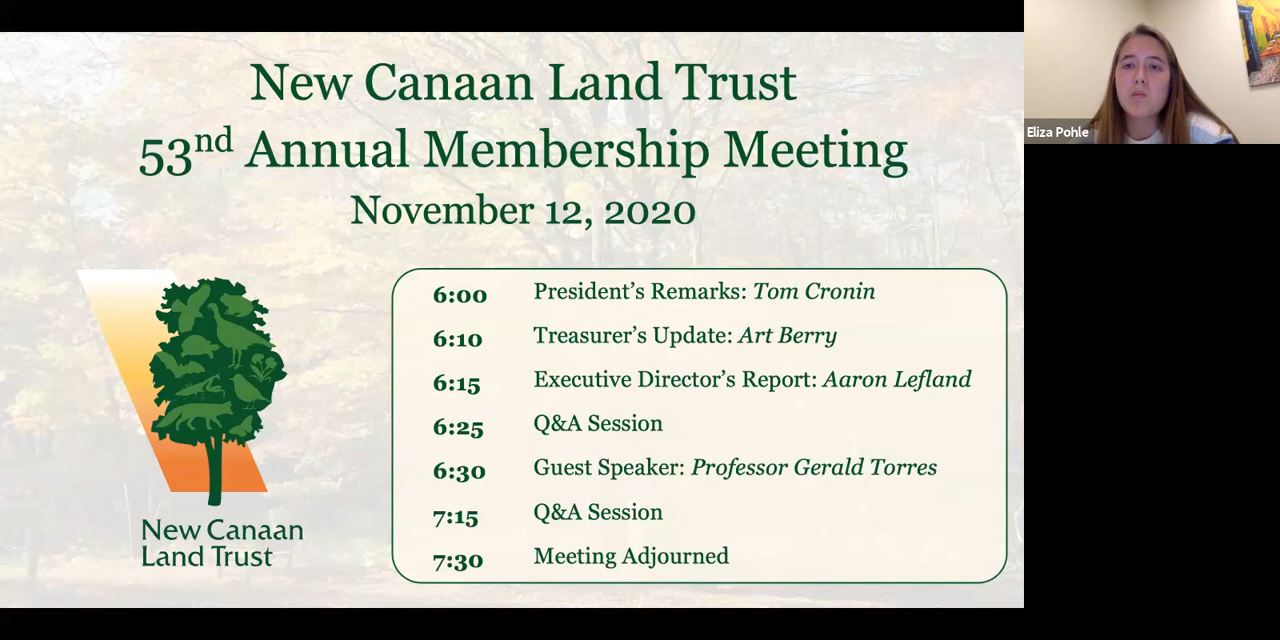 New Canaan Land Trust
53nd Annual Membership Meeting
November 12, 2020
6:00 President's Remarks: Tom Cronin
6:10 Treasurer's Update: Art Berry
6:15 Executive Director's Report: Aaron Lefland
6:25 Q&A Session
6:30 Guest Speaker: Professor Gerald Torres
7:15 Q&A Session
7:30 Meeting Adjourned
New Canaan
Land Trust
Eliza Pohle